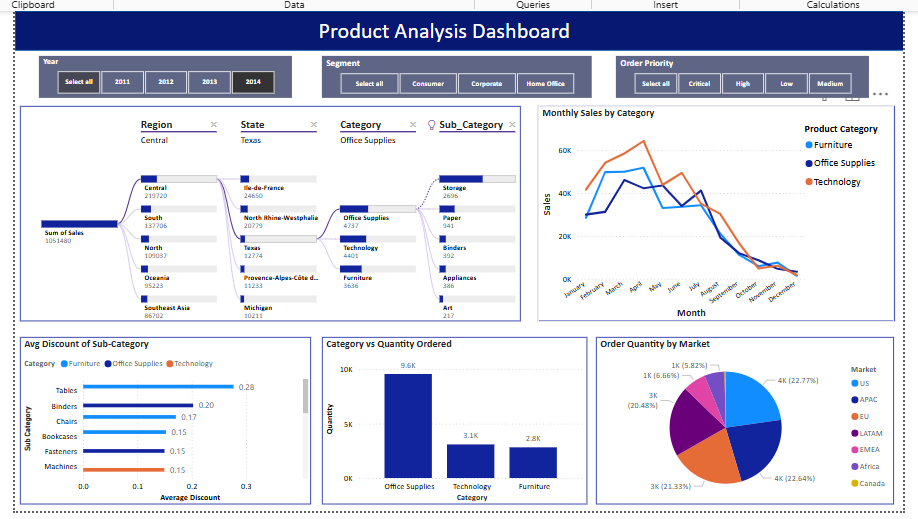 Clipboard Data Queries Insert Calculations
Product Analysis Dashboard
Year
Select all 2011 2012 2013 2014
Segment
Select all Consumer Corporate Home Office
Order Priority
Select all Critical High Low Medium
Region State Category Sub_Category
Central Texas Office Supplies
Sum of Sales
1051480
Central
219720
South
137706
North
109037
Oceania
95223
Southeast Asia
86702
Ile-de-France
24650
North Rhine-Westphalia
20779
Texas
12774
Provence-Alpes-Côte d...
11233
Michigan
10211
Office Supplies
4737
Technology
4401
Furniture
3636
Storage
2696
Paper
941
Binders
392
Appliances
386
Art
217
Monthly Sales by Category
Product Category
Furniture
Office Supplies
Technology
Sales
60K
40K
20K
0K
January February March April May June July August September October November December
Month
Avg Discount of Sub-Category
Category Furniture Office Supplies Technology
Sub Category
Tables 0.28
Binders 0.20
Chairs 0.17
Bookcases 0.15
Fasteners 0.15
Machines 0.15
0.0 0.1 0.2 0.3
Average Discount
Category vs Quantity Ordered
Quantity
10K
5K
0K
9.6K
3.1K
2.8K
Office Supplies Technology Furniture
Category
Order Quantity by Market
1K (5.82%)
1K (6.66%)
3K
(20.48%)
3K (21.33%)
4K (22.77%)
4K (22.64%)
Market
US
APAC
EU
LATAM
EMEA
Africa
Canada